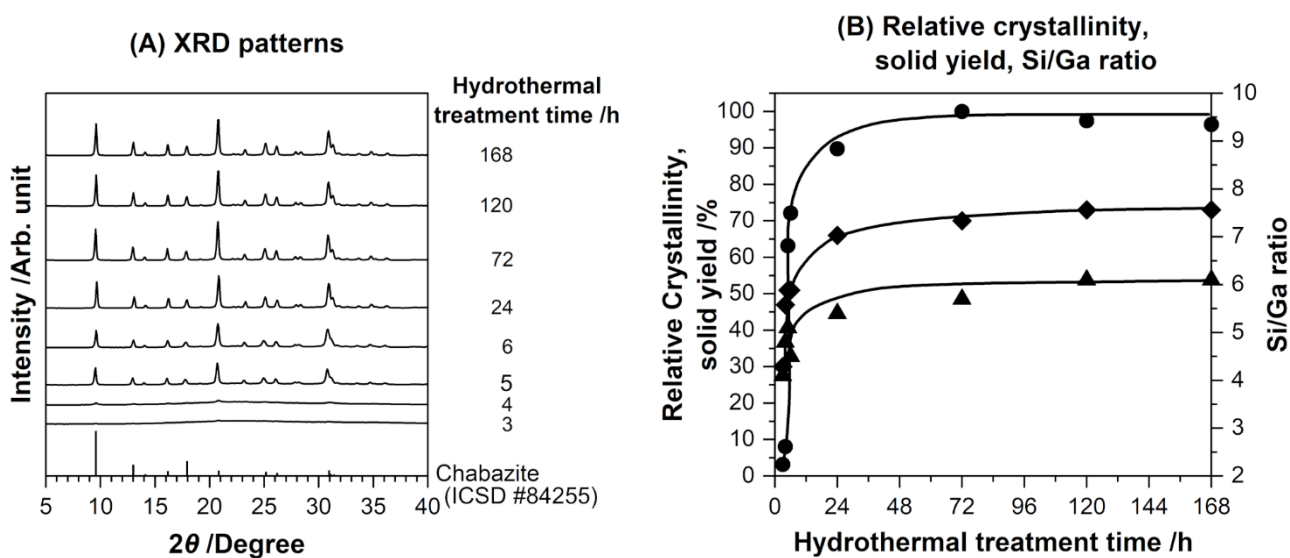 (A) XRD patterns
Intensity /Arb. unit
Hydrothermal
treatment time /h
168
120
72
24
6
5
4
3
Chabazite
(ICSD #84255)
5 10 15 20 25 30 35 40
2θ /Degree
(B) Relative crystallinity,
solid yield, Si/Ga ratio
Relative Crystallinity,
solid yield /%
100
90
80
70
60
50
40
30
20
10
0
10
9
8
7
6
5
4
3
2
Si/Ga ratio
0 24 48 72 96 120 144 168
Hydrothermal treatment time /h